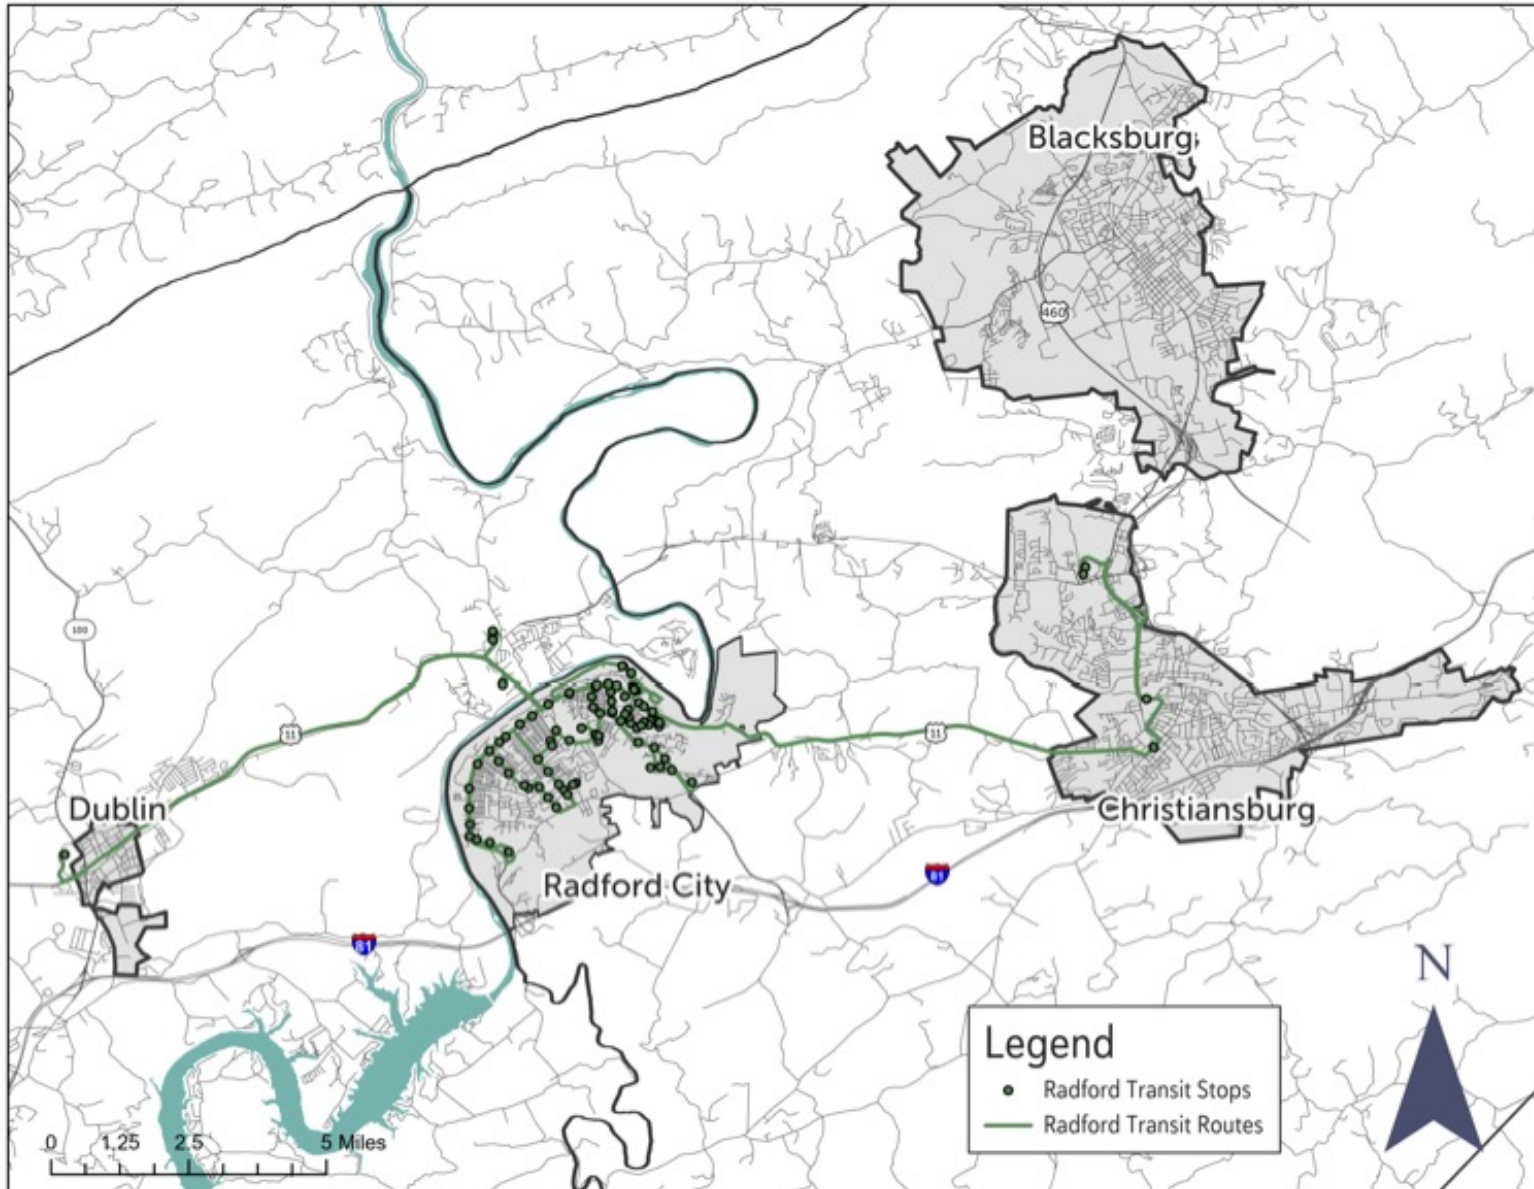 Blacksburg
460
100
11
11
Dublin
Christiansburg
81
Radford City
81
N
Legend
Radford Transit Stops
Radford Transit Routes
0 1.25 2.5 5 Miles